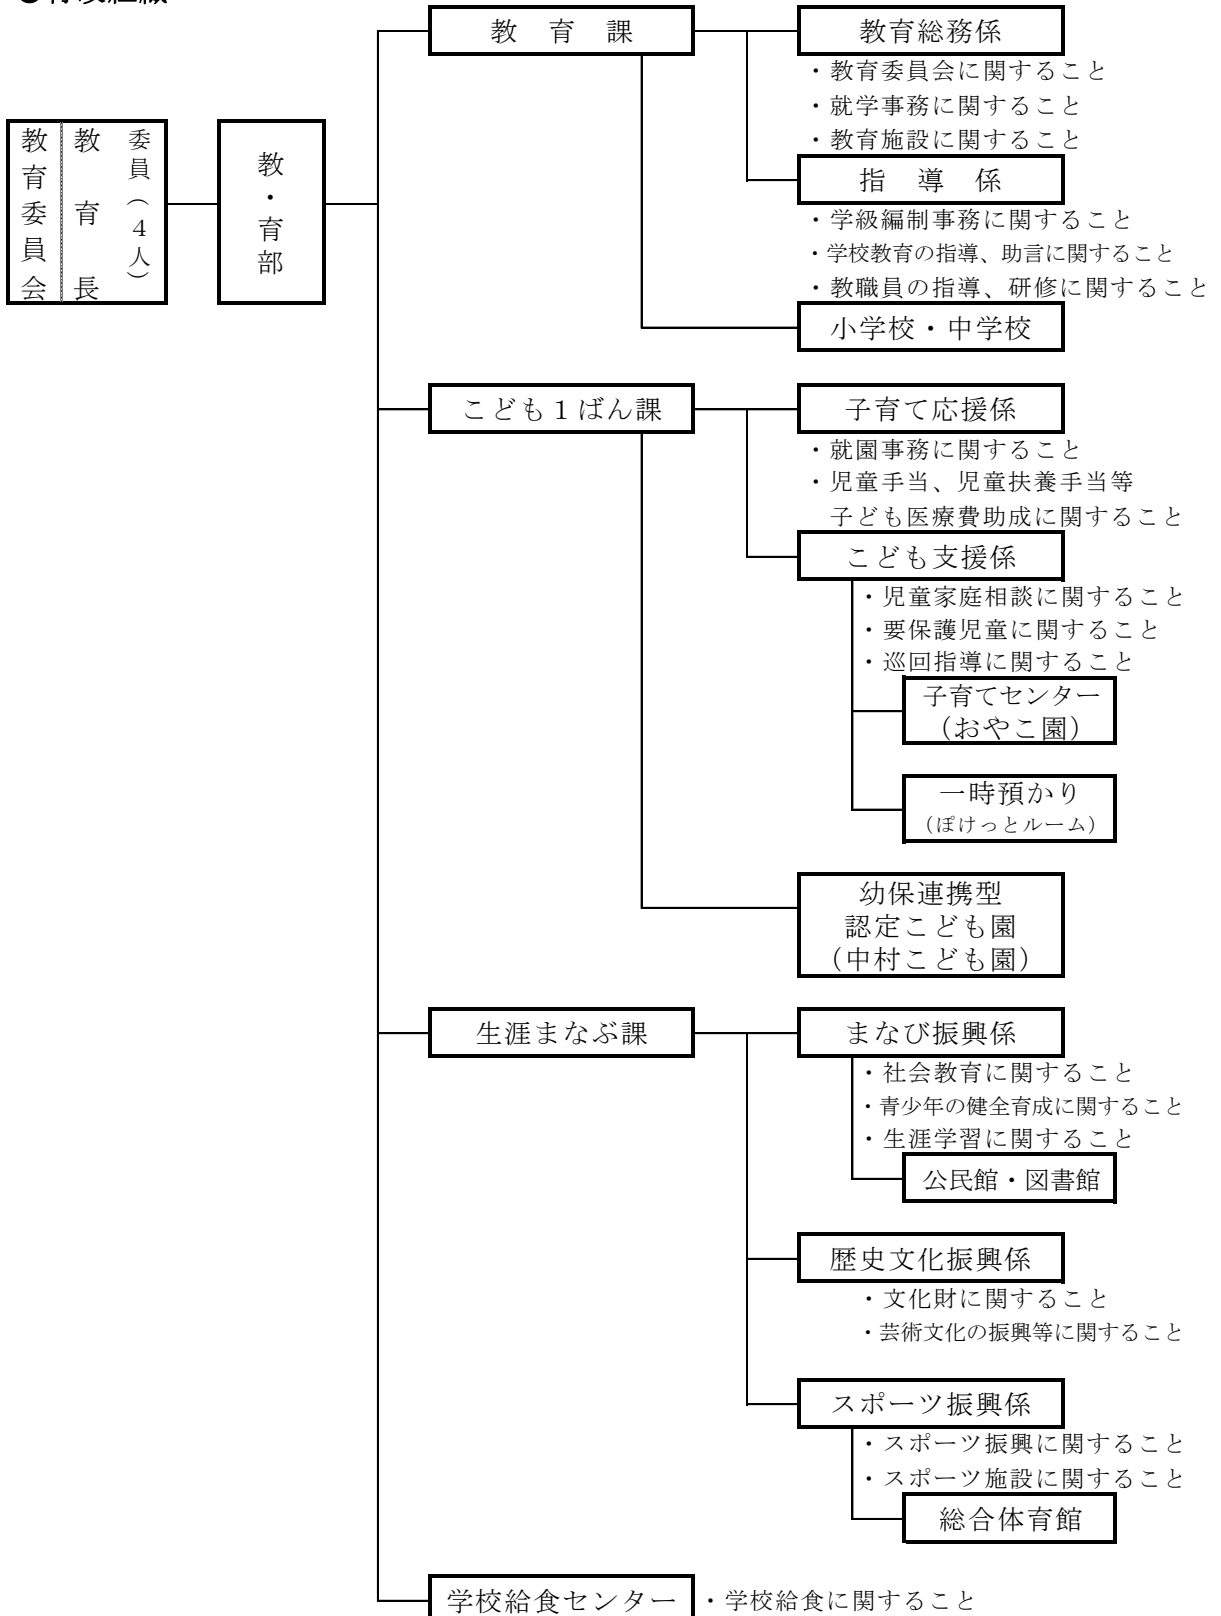 教育委員会
教育長
委員（４人）
教・育部
教　育　課
教育総務係
・教育委員会に関すること
・就学事務に関すること
・教育施設に関すること
指　導　係
・学級編制事務に関すること
・学校教育の指導、助言に関すること
・教職員の指導、研修に関すること
小学校・中学校
こども１ばん課
子育て応援係
・就園事務に関すること
・児童手当、児童扶養手当等
子ども医療費助成に関すること
こども支援係
・児童家庭相談に関すること
・要保護児童に関すること
・巡回指導に関すること
子育てセンター
（おやこ園）
一時預かり
（ぽけっとルーム）
幼保連携型
認定こども園
（中村こども園）
生涯まなぶ課
まなび振興係
・社会教育に関すること
・青少年の健全育成に関すること
・生涯学習に関すること
公民館・図書館
歴史文化振興係
・文化財に関すること
・芸術文化の振興等に関すること
スポーツ振興係
・スポーツ振興に関すること
・スポーツ施設に関すること
総合体育館
学校給食センター
・学校給食に関すること